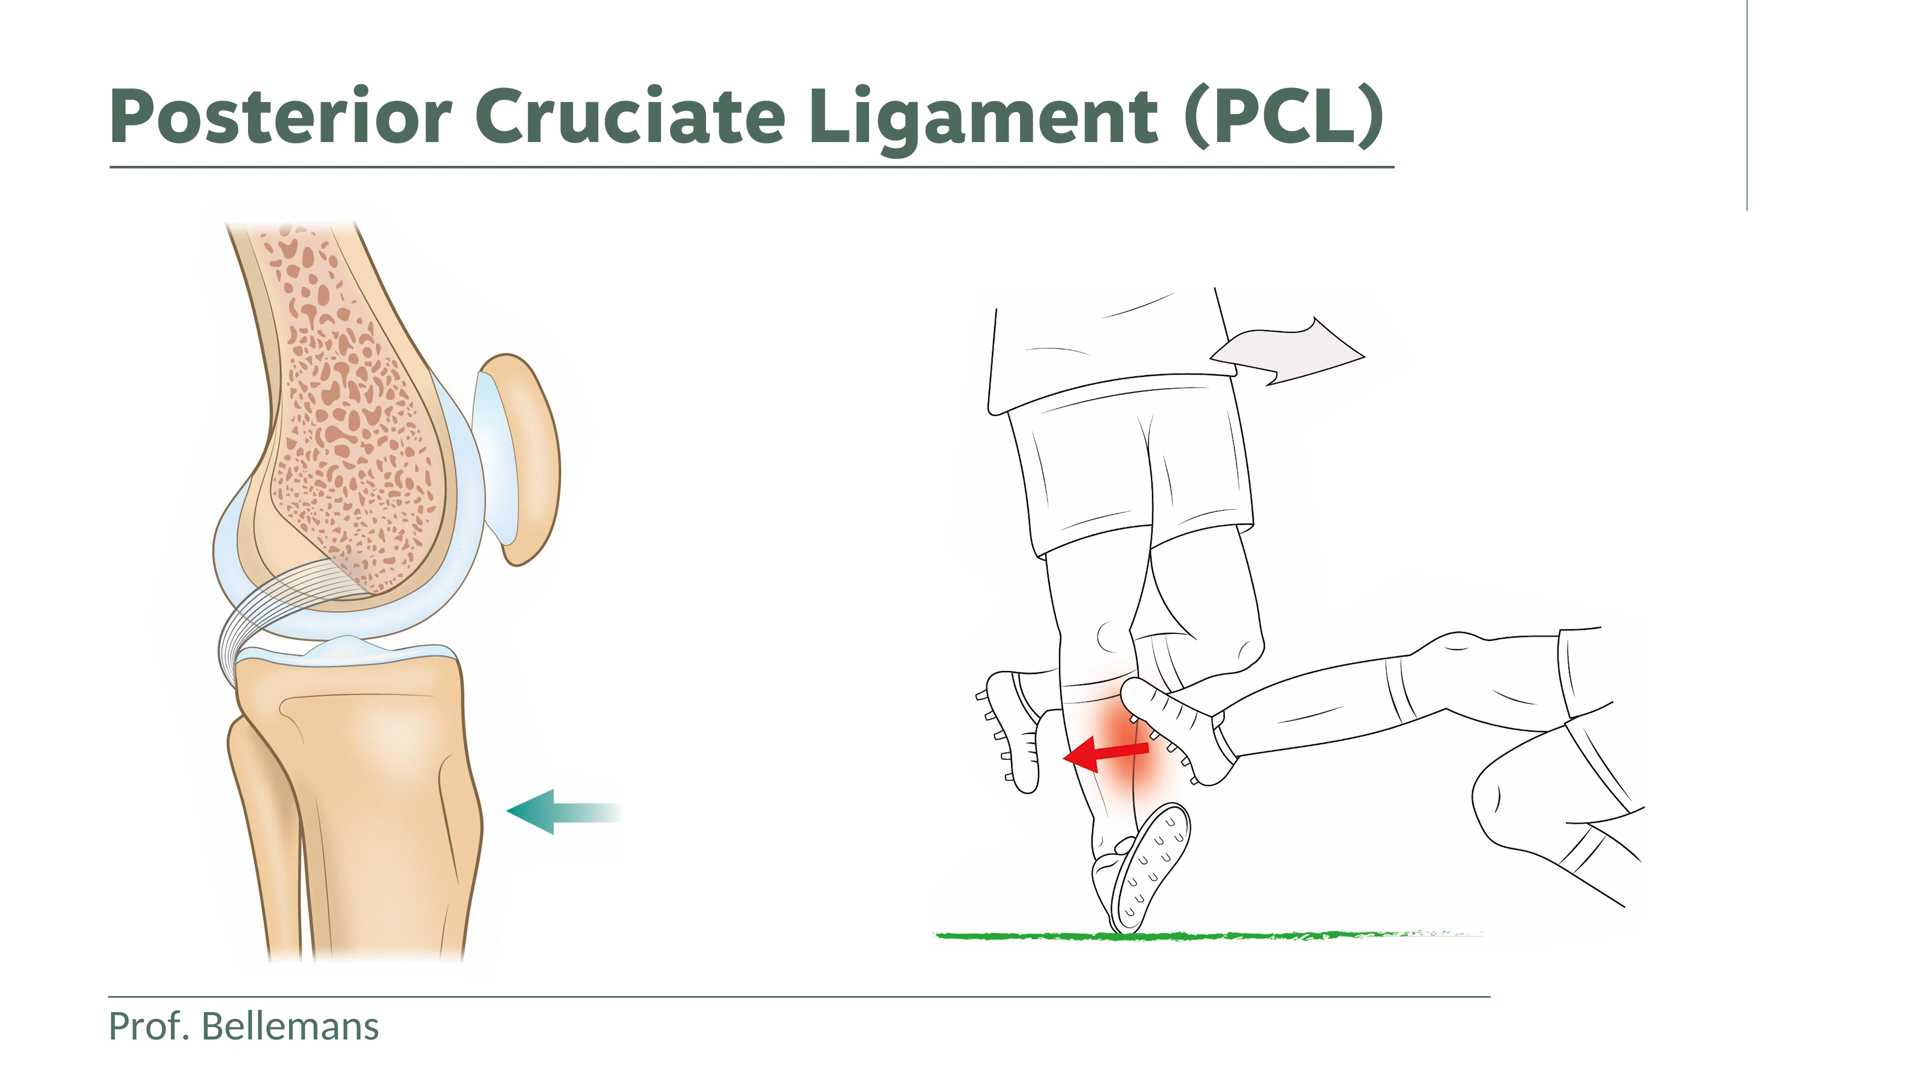 Posterior Cruciate Ligament (PCL)
Prof. Bellemans